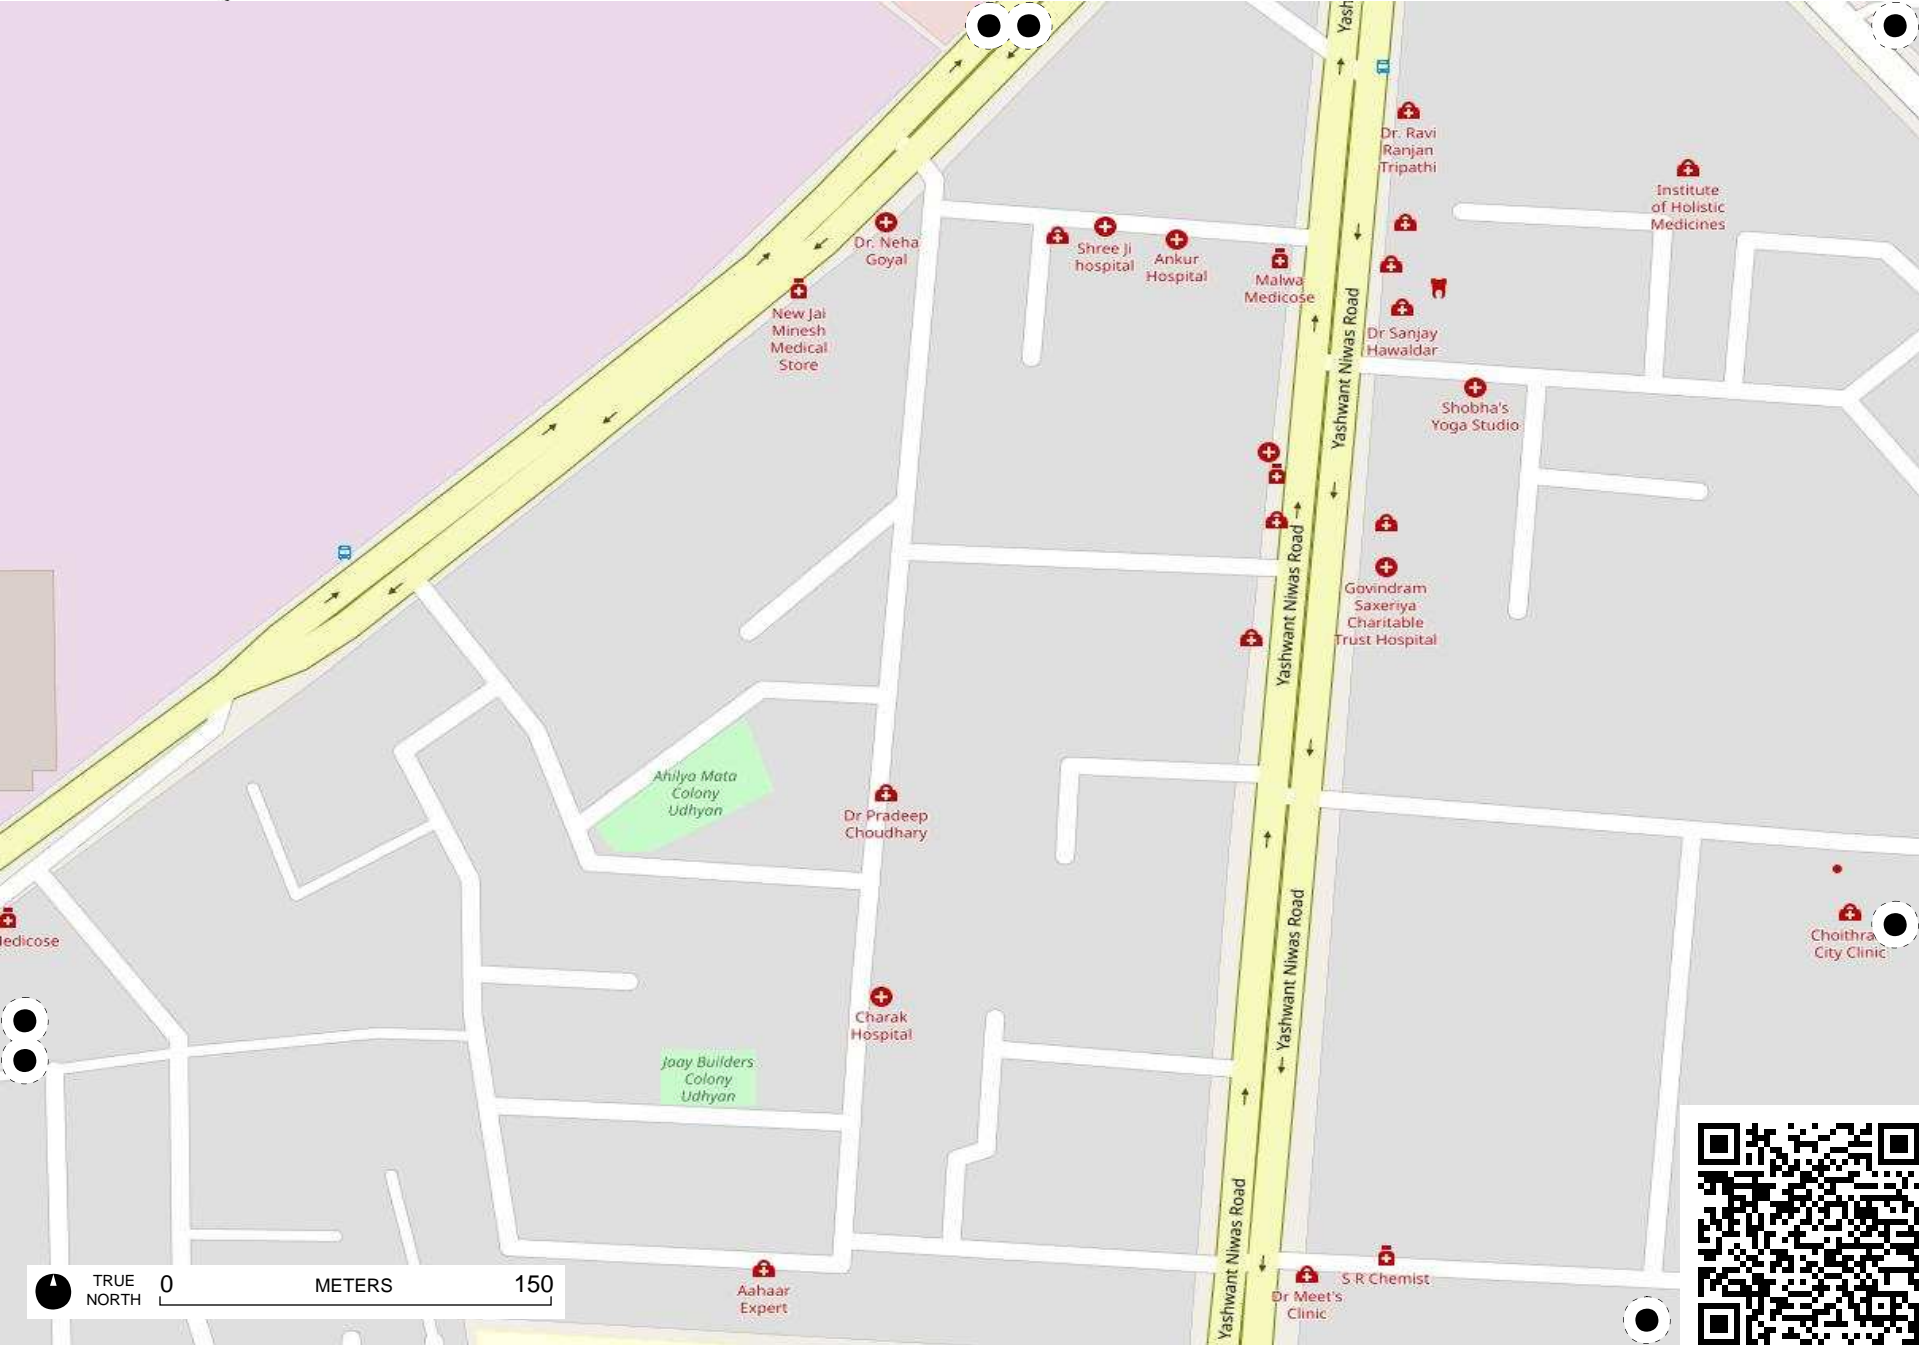 Yash
Dr. Ravi
Ranjan
Tripathi
Institute
of Holistic
Medicines
Dr. Neha
Goyal
Shree Ji
hospital
Ankur
Hospital
Malwa
Medicose
New Jai
Minesh
Medical
Store
Dr Sanjay
Hawaldar
Yashwant Niwas Road
Shobha's
Yoga Studio
Yashwant Niwas Road
Govindram
Saxeriya
Charitable
Trust Hospital
Ahilya Mata
Colony
Udhyan
Dr Pradeep
Choudhary
Yashwant Niwas Road
edicose
Choithra
City Clinic
Charak
Hospital
Joay Builders
Colony
Udhyan
Yashwant Niwas Road
Aahaar
Expert
Dr Meet's
Clinic
S R Chemist
TRUE
NORTH
0 METERS 150